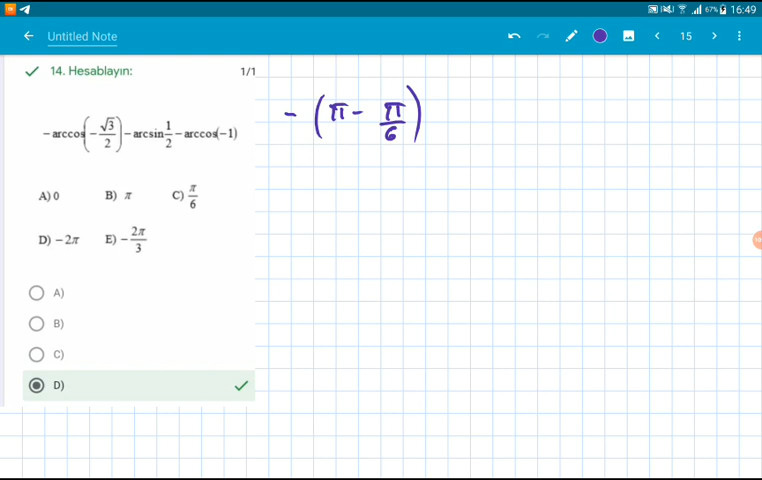 67% 16:49
Untitled Note 15
14. Hesablayın: 1/1
-arccos(-√3/2) - arcsin 1/2 - arccos(-1)
- (π - π/6)
A) 0 B) π C) π/6
D) -2π E) -2π/3
A)
B)
C)
D)